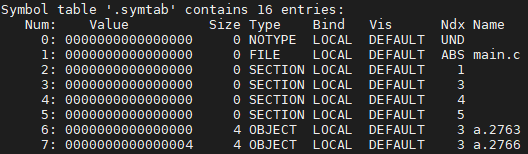 Symbol table '.symtab' contains 16 entries:
   Num:    Value          Size Type    Bind   Vis      Ndx Name
     0: 0000000000000000     0 NOTYPE  LOCAL  DEFAULT  UND
     1: 0000000000000000     0 FILE    LOCAL  DEFAULT  ABS main.c
     2: 0000000000000000     0 SECTION LOCAL  DEFAULT    1
     3: 0000000000000000     0 SECTION LOCAL  DEFAULT    3
     4: 0000000000000000     0 SECTION LOCAL  DEFAULT    4
     5: 0000000000000000     0 SECTION LOCAL  DEFAULT    5
     6: 0000000000000000     4 OBJECT  LOCAL  DEFAULT    3 a.2763
     7: 0000000000000004     4 OBJECT  LOCAL  DEFAULT    3 a.2766